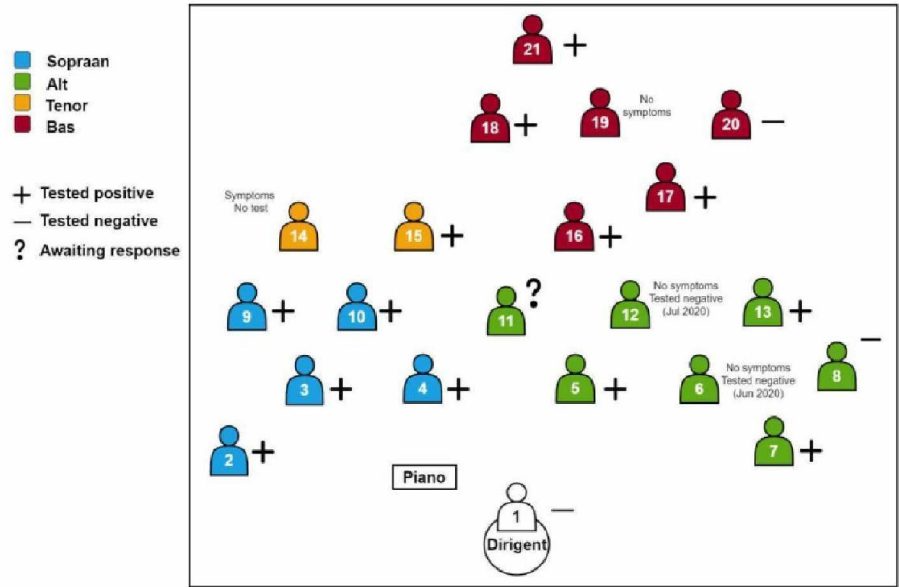 Sopraan
Alt
Tenor
Bas
+ Tested positive
— Tested negative
? Awaiting response
21 +
18 +
19
No
symptoms
20 —
17 +
Symptoms
No test
14
15 +
16 +
9 +
10 +
11 ?
12
No symptoms
Tested negative
(Jul 2020)
13 +
3 +
4 +
5 +
6
No symptoms
Tested negative
(Jun 2020)
8 —
2 +
7 +
Piano
1 —
Dirigent